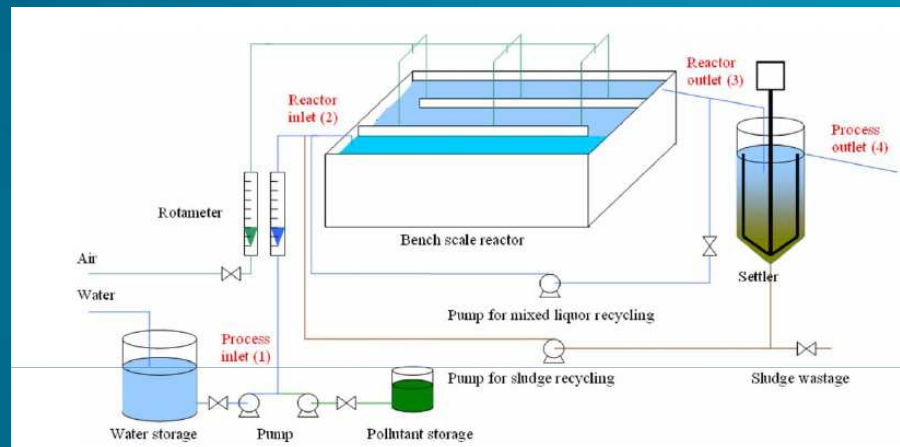 Reactor
outlet (3)
Reactor
inlet (2)
Process
outlet (4)
Rotameter
Bench scale reactor
Air
Settler
Water
Pump for mixed liquor recycling
Process
inlet (1)
Pump for sludge recycling
Sludge wastage
Water storage
Pump
Pollutant storage